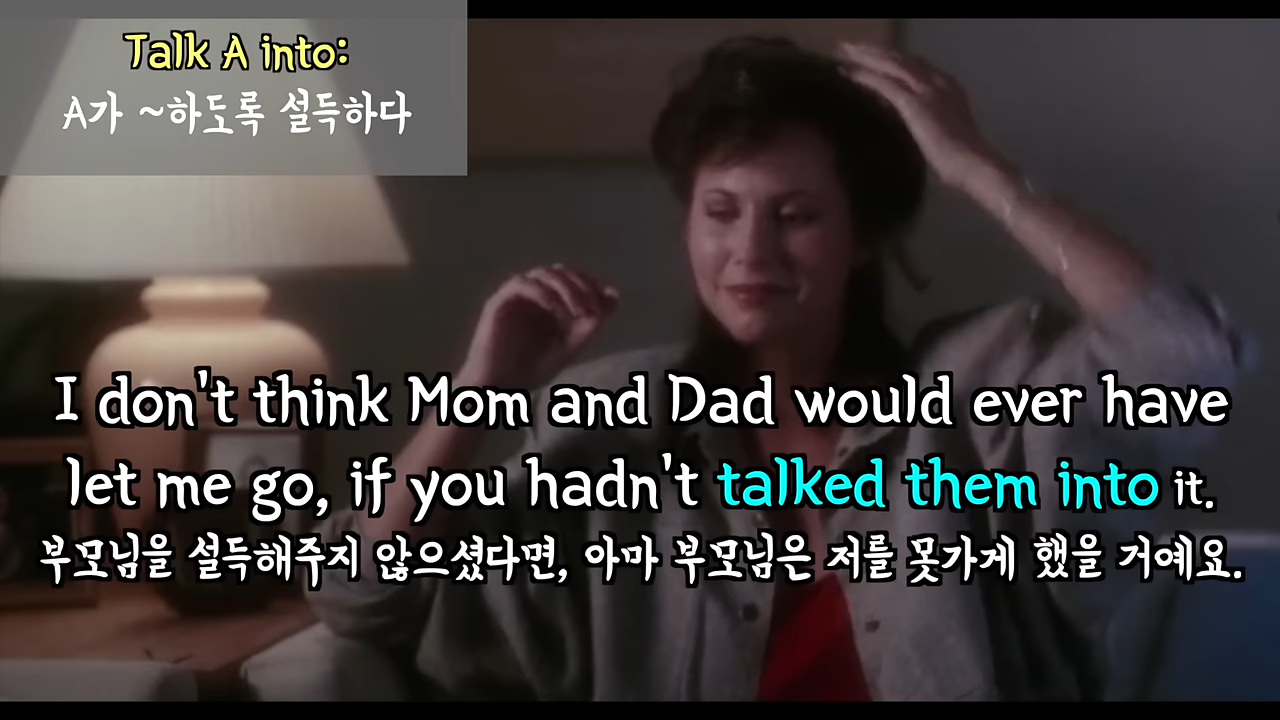 Talk A into:
A가 ~하도록 설득하다
I don't think Mom and Dad would ever have
let me go, if you hadn't talked them into it.
부모님을 설득해주지 않으셨다면, 아마 부모님은 저를 못가게 했을 거예요.